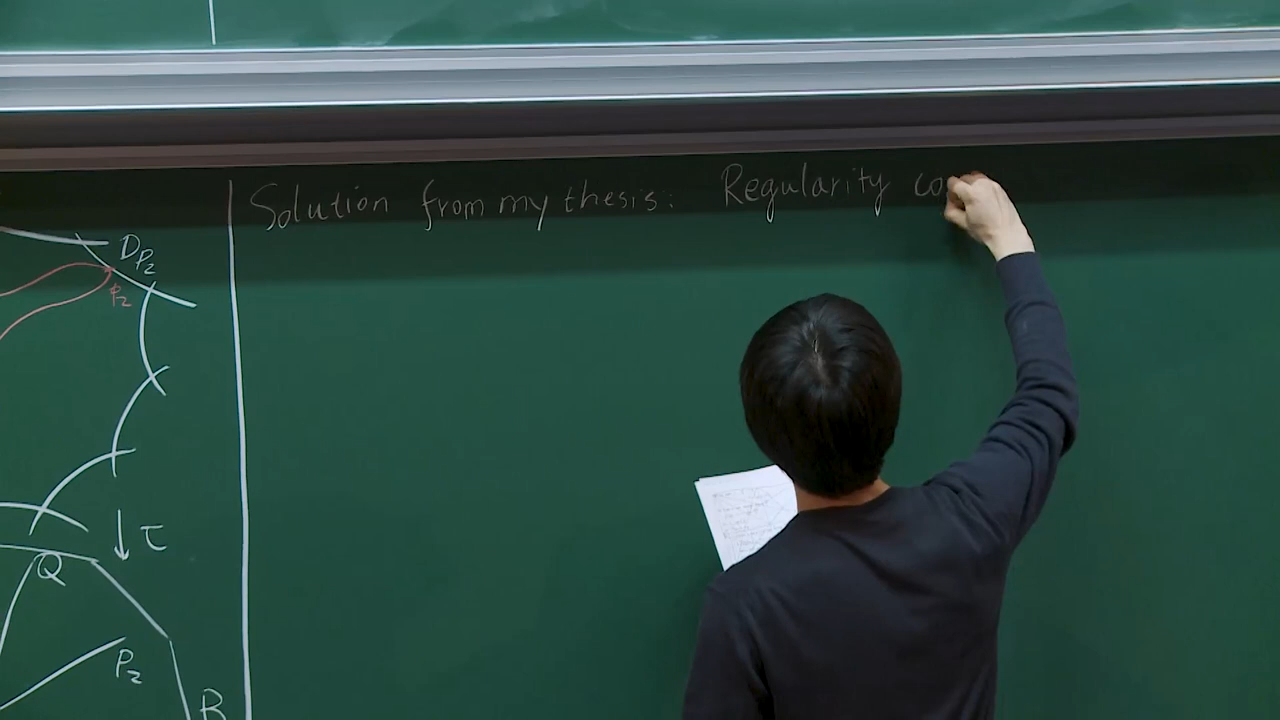 Solution from my thesis: Regularity co
D_{P_2}
P_2
τ
Q
P_2
B